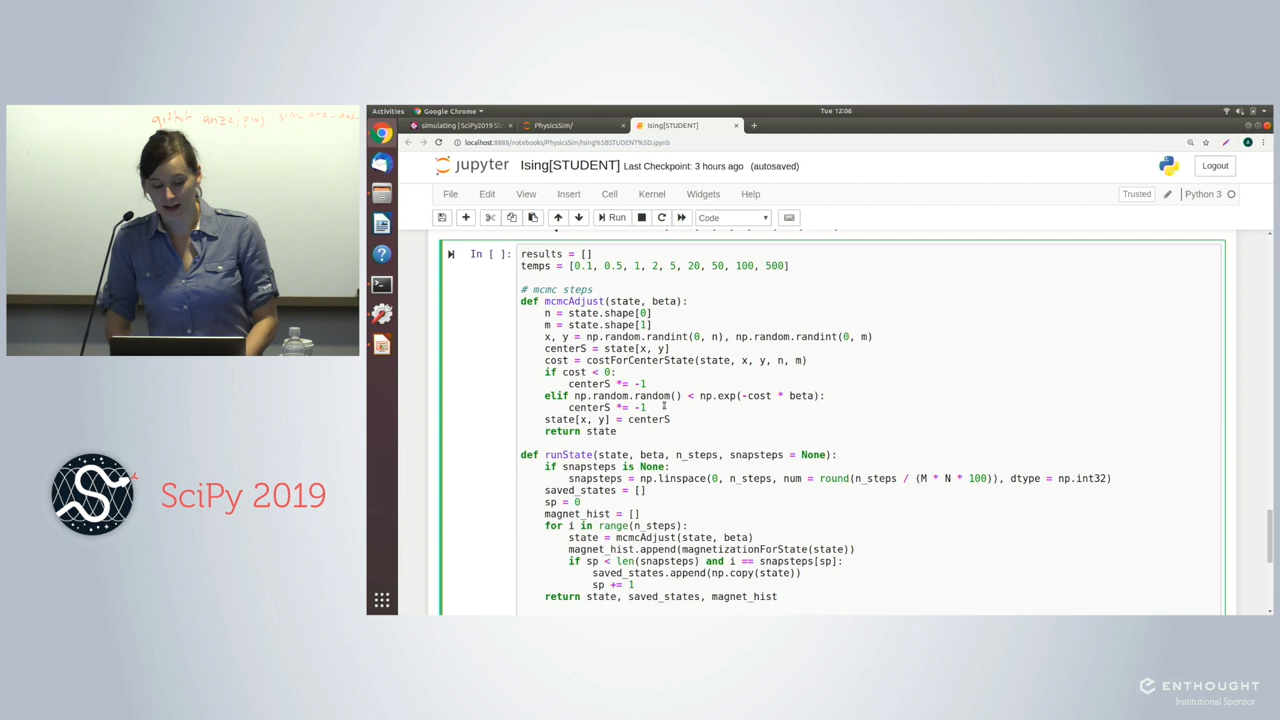 github
Activities Google Chrome Tue 12:06
simulating | SciPy2019 PhysicsSim/ Ising[STUDENT]
localhost:8888/notebooks/PhysicsSim/Ising%5BSTUDENT%5D.ipynb
jupyter Ising[STUDENT] Last Checkpoint: 3 hours ago (autosaved) Logout
File Edit View Insert Cell Kernel Widgets Help Trusted Python 3
Run Code
In [ ]: results = []
temps = [0.1, 0.5, 1, 2, 5, 20, 50, 100, 500]
# mcmc steps
def mcmcAdjust(state, beta):
n = state.shape[0]
m = state.shape[1]
x, y = np.random.randint(0, n), np.random.randint(0, m)
centerS = state[x, y]
cost = costForCenterState(state, x, y, n, m)
if cost < 0:
centerS *= -1
elif np.random.random() < np.exp(-cost * beta):
centerS *= -1
state[x, y] = centerS
return state
def runState(state, beta, n_steps, snapsteps = None):
if snapsteps is None:
snapsteps = np.linspace(0, n_steps, num = round(n_steps / (M * N * 100)), dtype = np.int32)
saved_states = []
sp = 0
magnet_hist = []
for i in range(n_steps):
state = mcmcAdjust(state, beta)
magnet_hist.append(magnetizationForState(state))
if sp < len(snapsteps) and i == snapsteps[sp]:
saved_states.append(np.copy(state))
sp += 1
return state, saved_states, magnet_hist
SciPy 2019
ENTHOUGHT
Institutional Sponsor